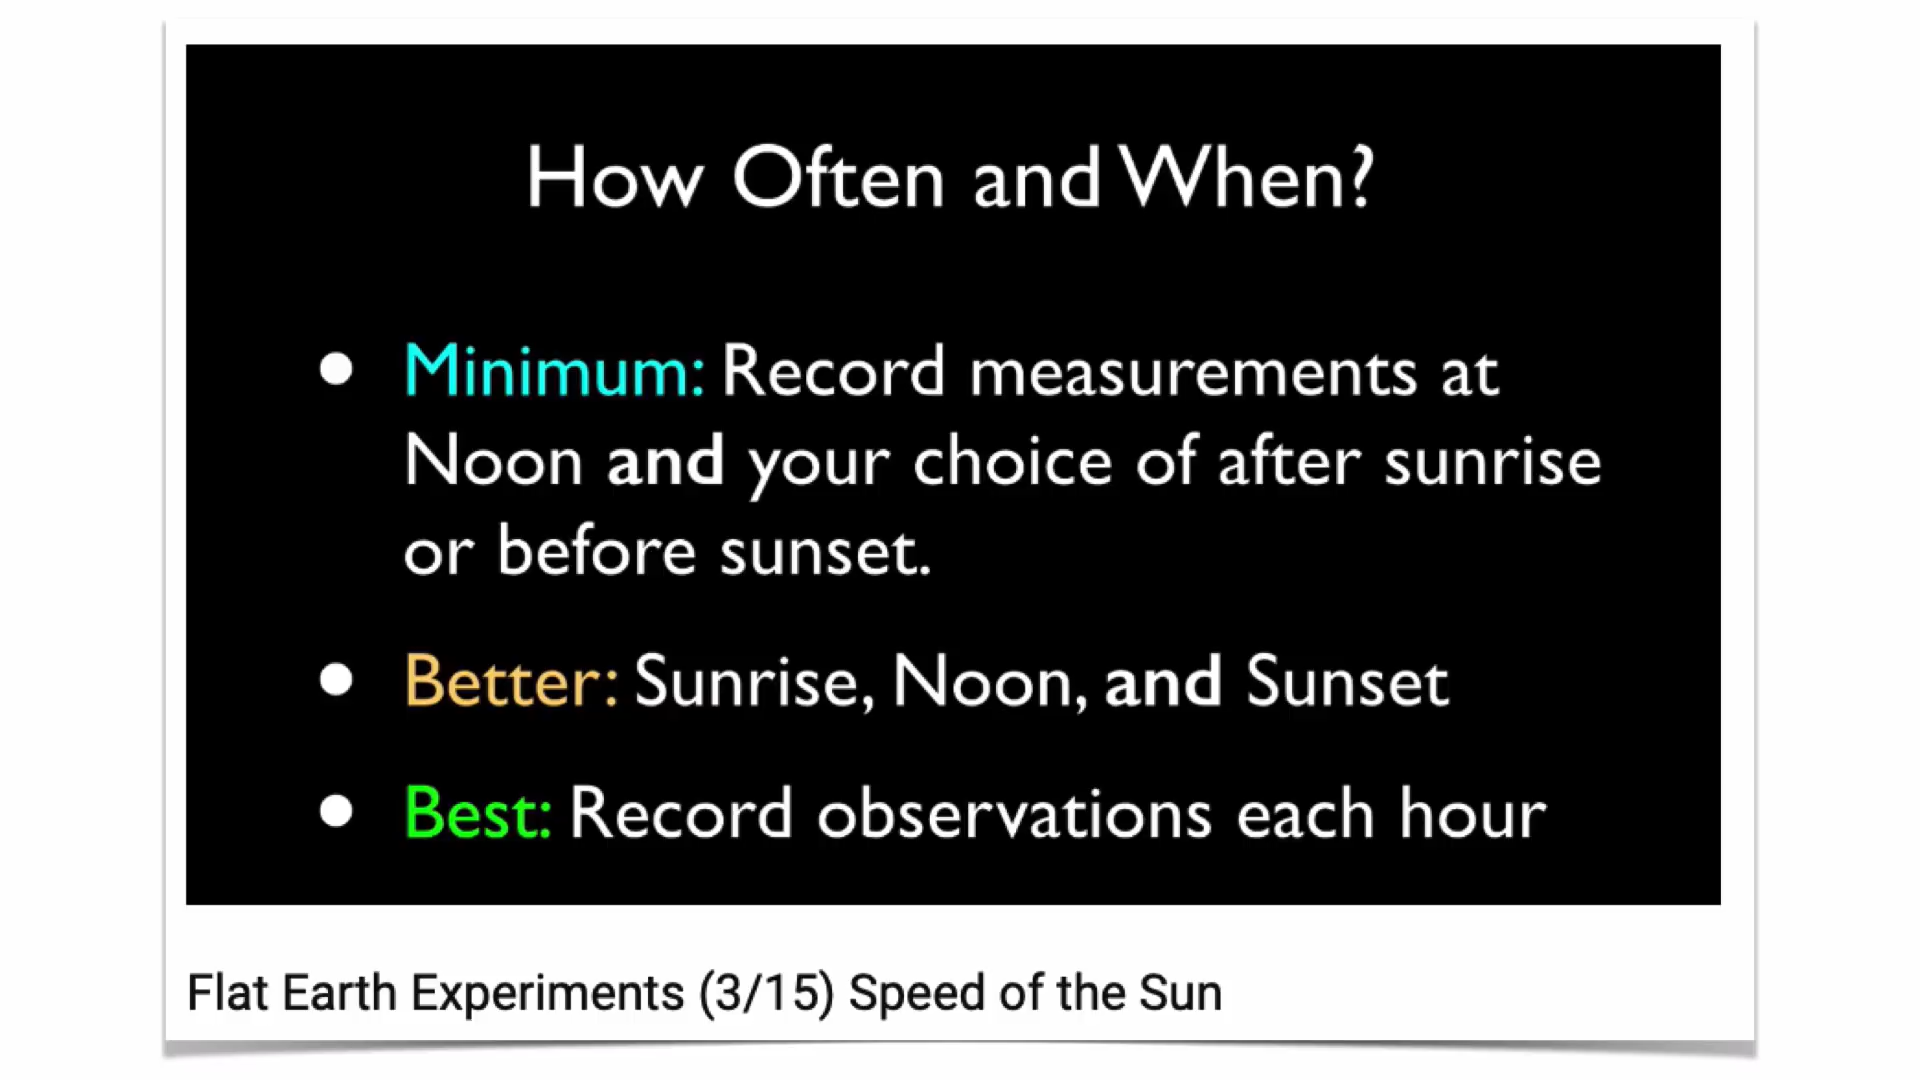 How Often and When?
• Minimum: Record measurements at
Noon and your choice of after sunrise
or before sunset.
• Better: Sunrise, Noon, and Sunset
• Best: Record observations each hour
Flat Earth Experiments (3/15) Speed of the Sun